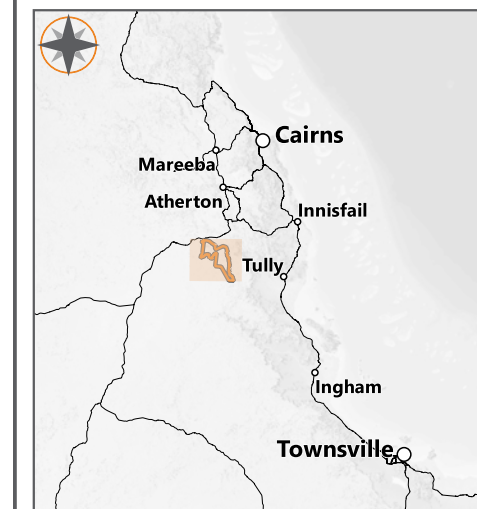 Cairns
Mareeba
Atherton
Innisfail
Tully
Ingham
Townsville